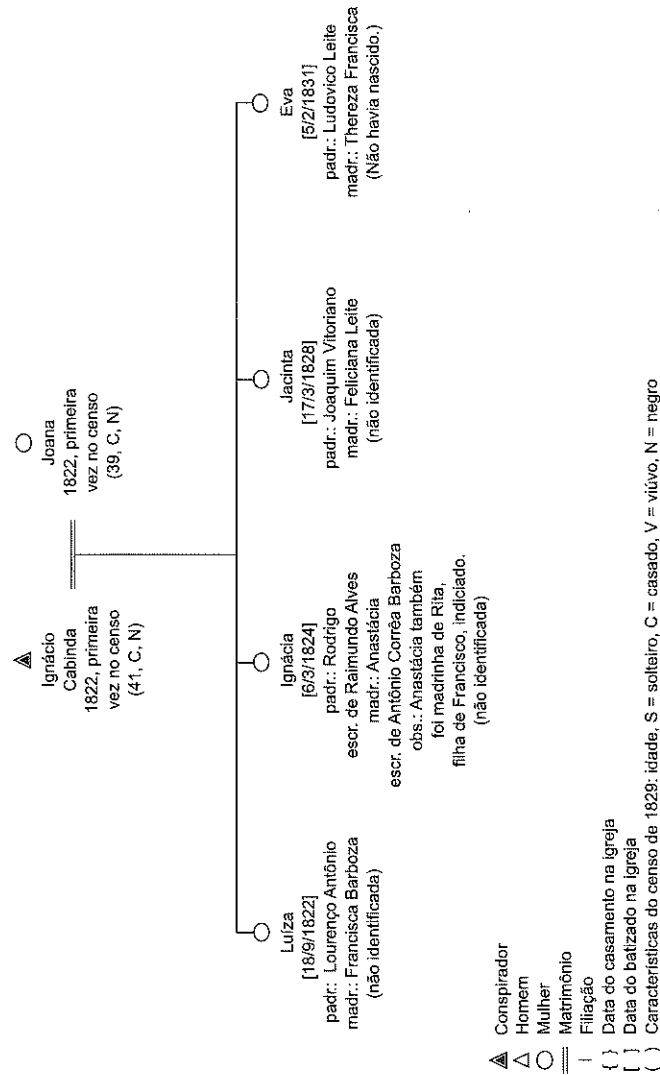 Ignácio
Cabinda
1822, primeira
vez no censo
(41, C, N)
Joana
1822, primeira
vez no censo
(39, C, N)
Luíza
[18/9/1822]
padr.: Lourenço Antônio
madr.: Francisca Barboza
(não identificada)
Ignácia
[6/3/1824]
padr.: Rodrigo
escr. de Raimundo Alves
madr.: Anastácia
escr. de Antônio Corrêa Barboza
obs.: Anastácia também
foi madrinha de Rita,
filha de Francisco, indiciado.
(não identificada)
Jacinta
[17/3/1828]
padr.: Joaquim Vitoriano
madr.: Feliciana Leite
(não identificada)
Eva
[5/2/1831]
padr.: Ludovico Leite
madr.: Thereza Francisca
(Não havia nascido.)
Conspirador
Homem
Mulher
Matrimônio
Filiação
{ } Data do casamento na igreja
[ ] Data do batizado na igreja
( ) Características do censo de 1829: idade, S = solteiro, C = casado, V = viúvo, N = negro